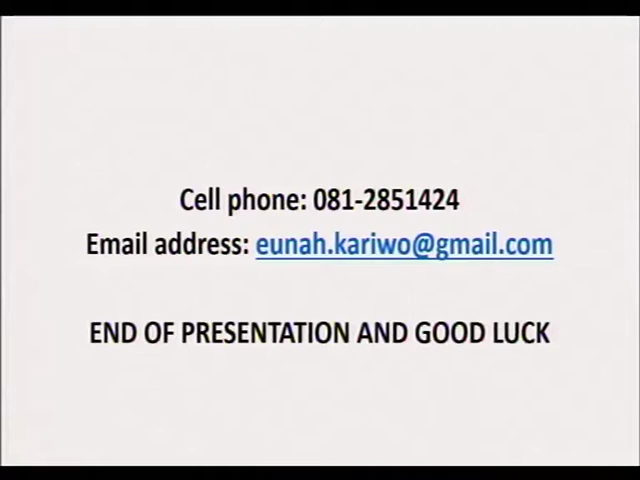 Cell phone: 081-2851424
Email address: eunah.kariwo@gmail.com
END OF PRESENTATION AND GOOD LUCK